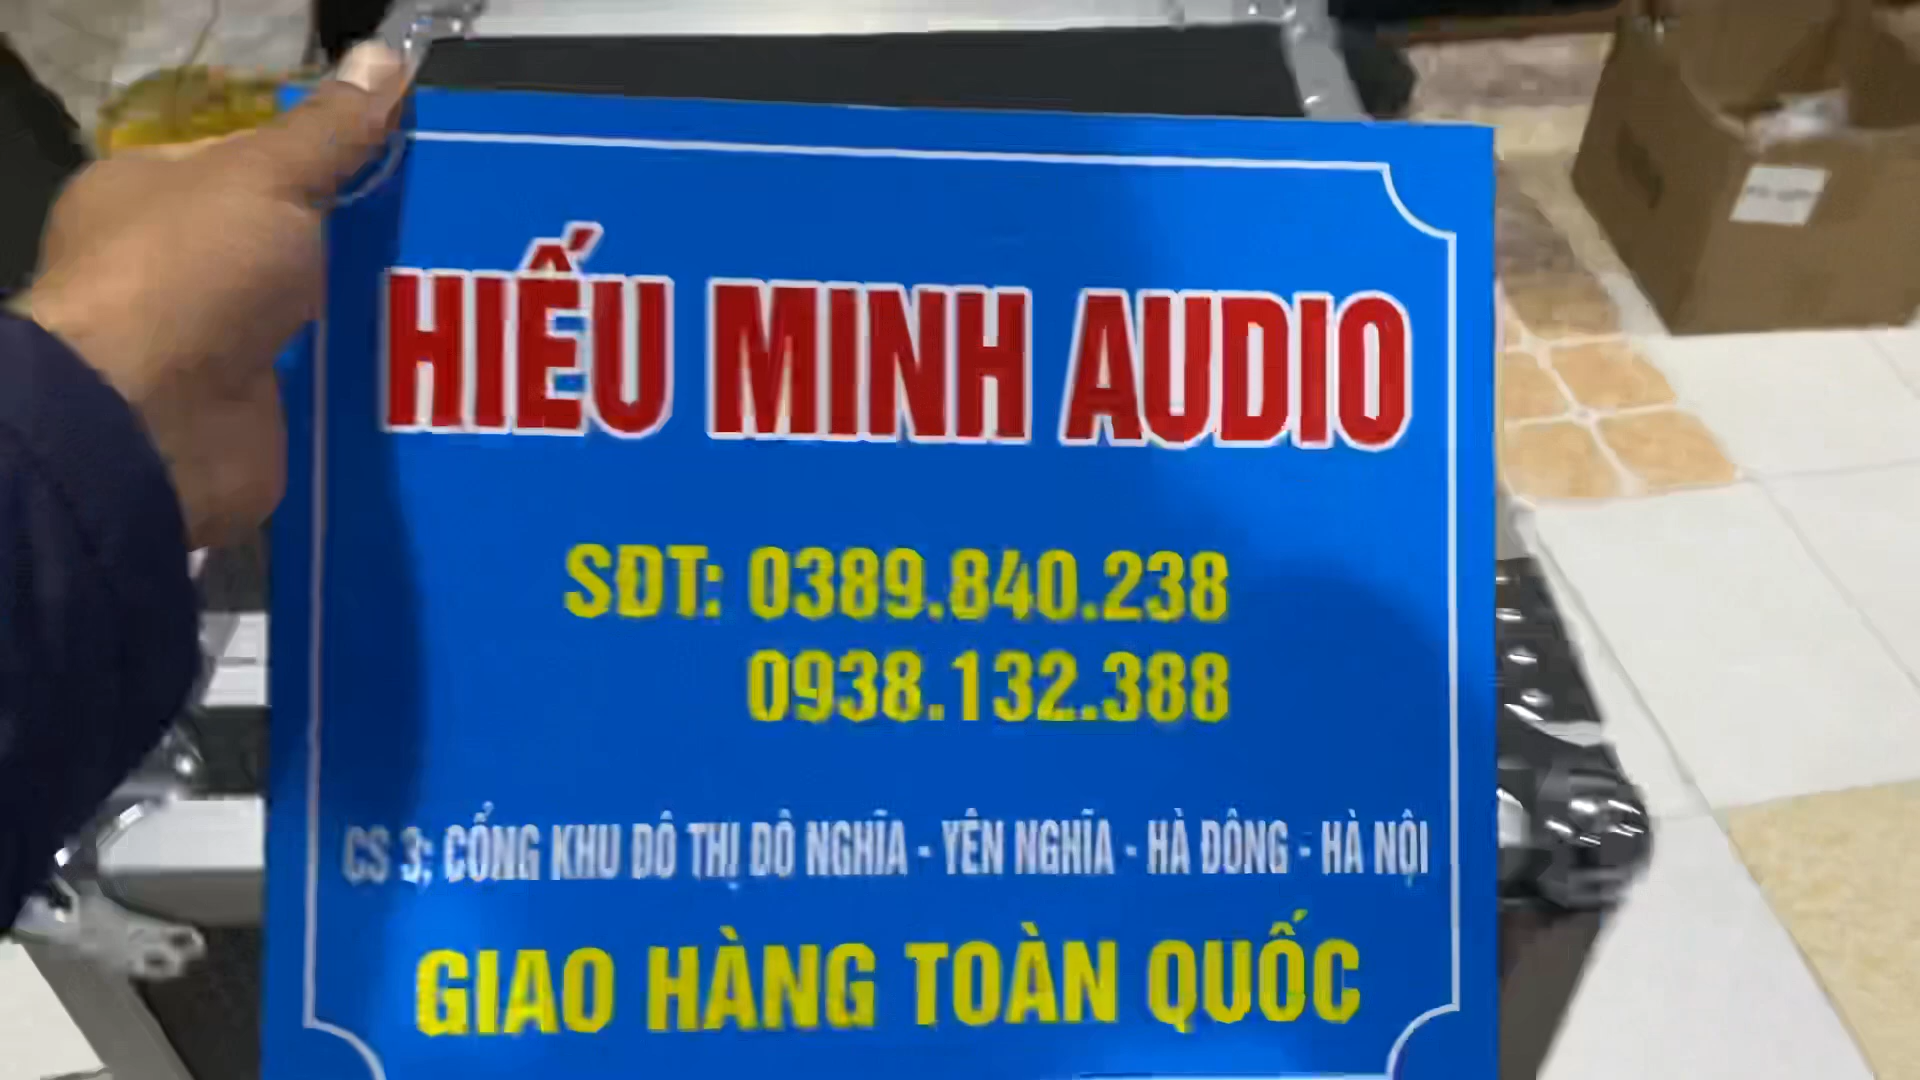 HIẾU MINH AUDIO
SĐT: 0389.840.238
0938.132.388
CS 3: CỔNG KHU ĐÔ THỊ ĐÔ NGHĨA - YÊN NGHĨA - HÀ ĐÔNG - HÀ NỘI
GIAO HÀNG TOÀN QUỐC